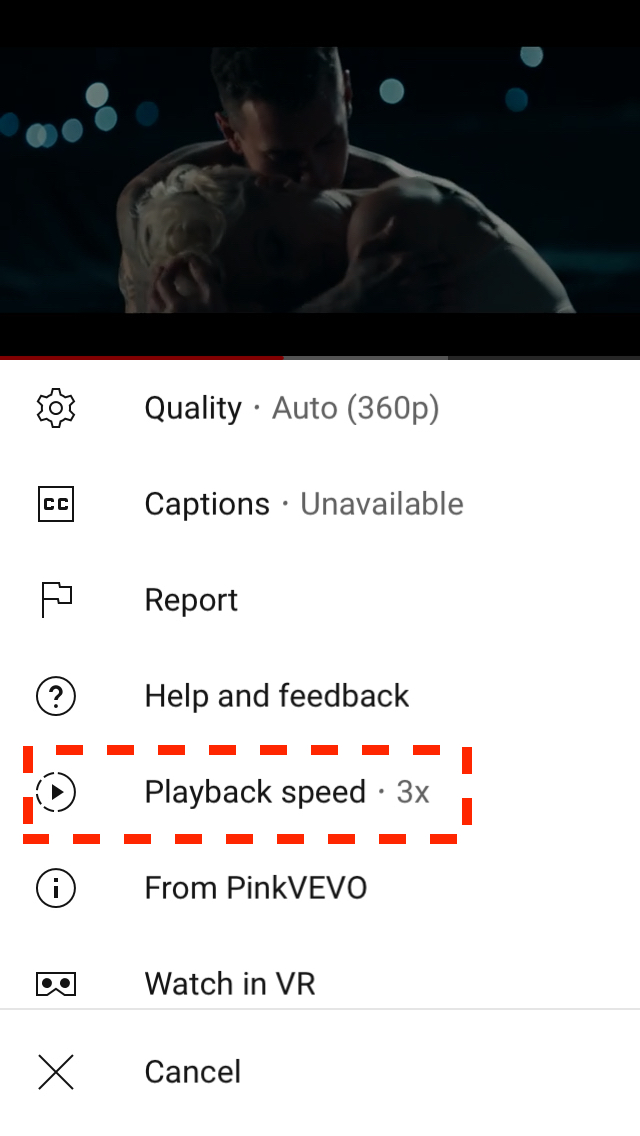 Quality · Auto (360p)
CC
Captions · Unavailable
Report
Help and feedback
Playback speed · 3x
From PinkVEVO
Watch in VR
Cancel